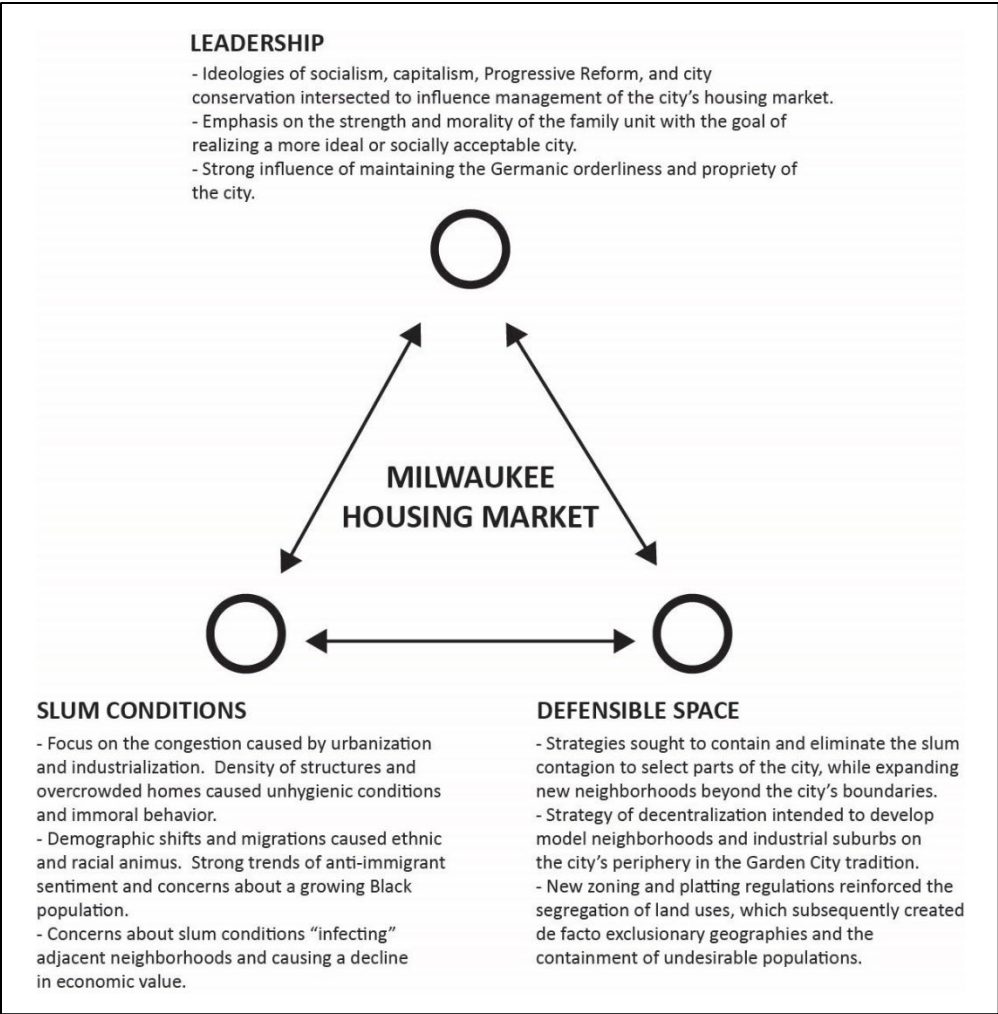 LEADERSHIP
- Ideologies of socialism, capitalism, Progressive Reform, and city
conservation intersected to influence management of the city’s housing market.
- Emphasis on the strength and morality of the family unit with the goal of
realizing a more ideal or socially acceptable city.
- Strong influence of maintaining the Germanic orderliness and propriety of
the city.
MILWAUKEE
HOUSING MARKET
SLUM CONDITIONS
- Focus on the congestion caused by urbanization
and industrialization.  Density of structures and
overcrowded homes caused unhygienic conditions
and immoral behavior.
- Demographic shifts and migrations caused ethnic
and racial animus.  Strong trends of anti-immigrant
sentiment and concerns about a growing Black
population.
- Concerns about slum conditions “infecting”
adjacent neighborhoods and causing a decline
in economic value.
DEFENSIBLE SPACE
- Strategies sought to contain and eliminate the slum
contagion to select parts of the city, while expanding
new neighborhoods beyond the city’s boundaries.
- Strategy of decentralization intended to develop
model neighborhoods and industrial suburbs on
the city’s periphery in the Garden City tradition.
- New zoning and platting regulations reinforced the
segregation of land uses, which subsequently created
de facto exclusionary geographies and the
containment of undesirable populations.